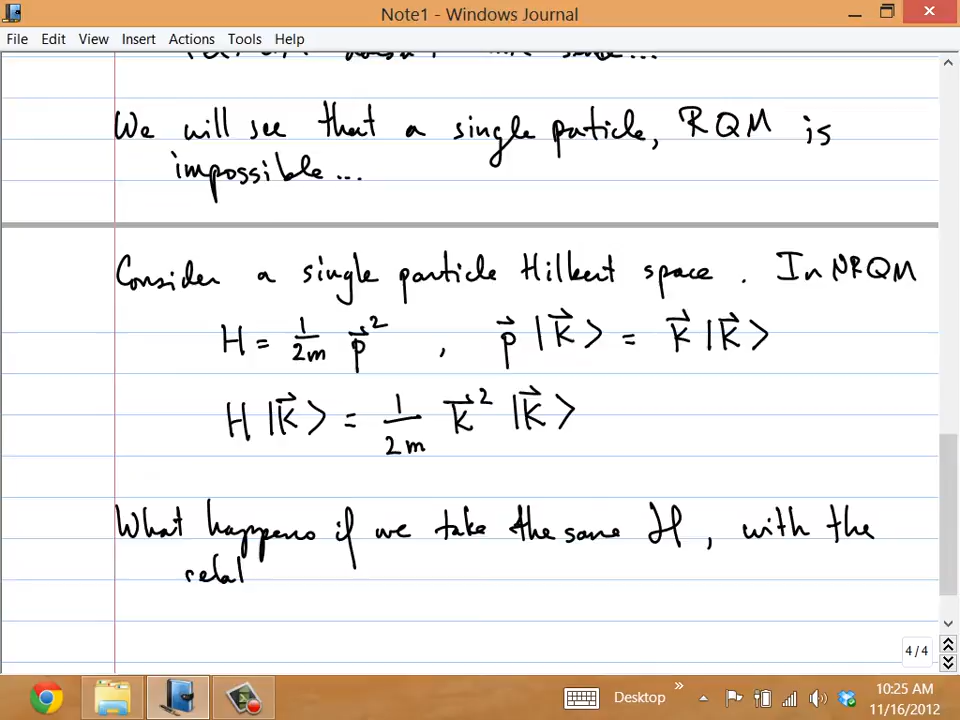 Note1 - Windows Journal
File Edit View Insert Actions Tools Help
We will see that a single particle, RQM is
impossible...
Consider a single particle Hilbert space. In NRQM
H = 1/2m p⃗², p⃗ |k⃗> = k⃗ |k⃗>
H |k⃗> = 1/2m k⃗² |k⃗>
What happens if we take the same H, with the
relat
4 / 4
Desktop
10:25 AM
11/16/2012